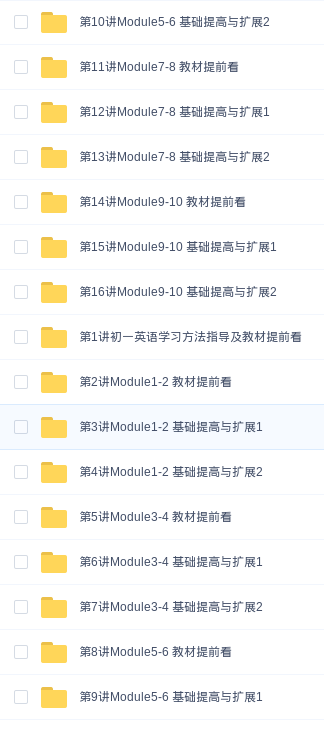 第10讲Module5-6 基础提高与扩展2
第11讲Module7-8 教材提前看
第12讲Module7-8 基础提高与扩展1
第13讲Module7-8 基础提高与扩展2
第14讲Module9-10 教材提前看
第15讲Module9-10 基础提高与扩展1
第16讲Module9-10 基础提高与扩展2
第1讲初一英语学习方法指导及教材提前看
第2讲Module1-2 教材提前看
第3讲Module1-2 基础提高与扩展1
第4讲Module1-2 基础提高与扩展2
第5讲Module3-4 教材提前看
第6讲Module3-4 基础提高与扩展1
第7讲Module3-4 基础提高与扩展2
第8讲Module5-6 教材提前看
第9讲Module5-6 基础提高与扩展1